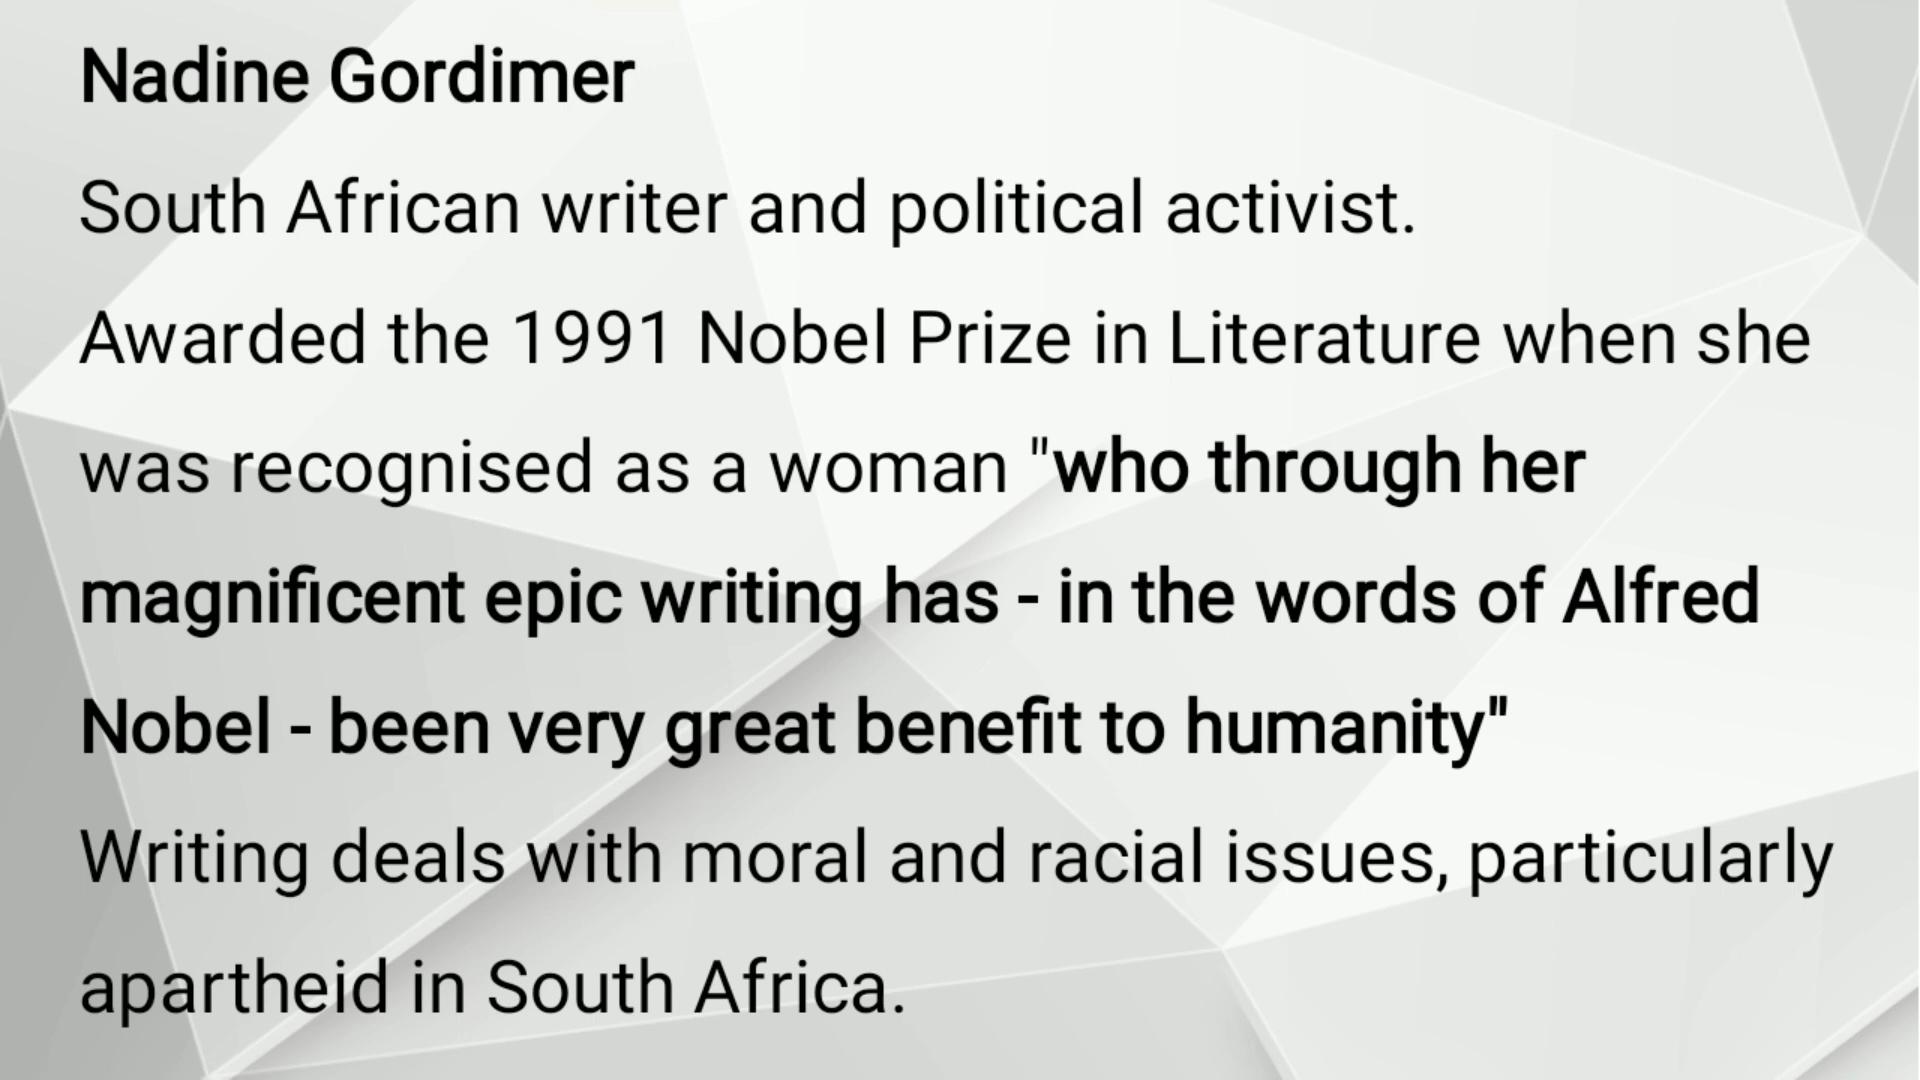 Nadine Gordimer
South African writer and political activist.
Awarded the 1991 Nobel Prize in Literature when she
was recognised as a woman "who through her
magnificent epic writing has - in the words of Alfred
Nobel - been very great benefit to humanity"
Writing deals with moral and racial issues, particularly
apartheid in South Africa.